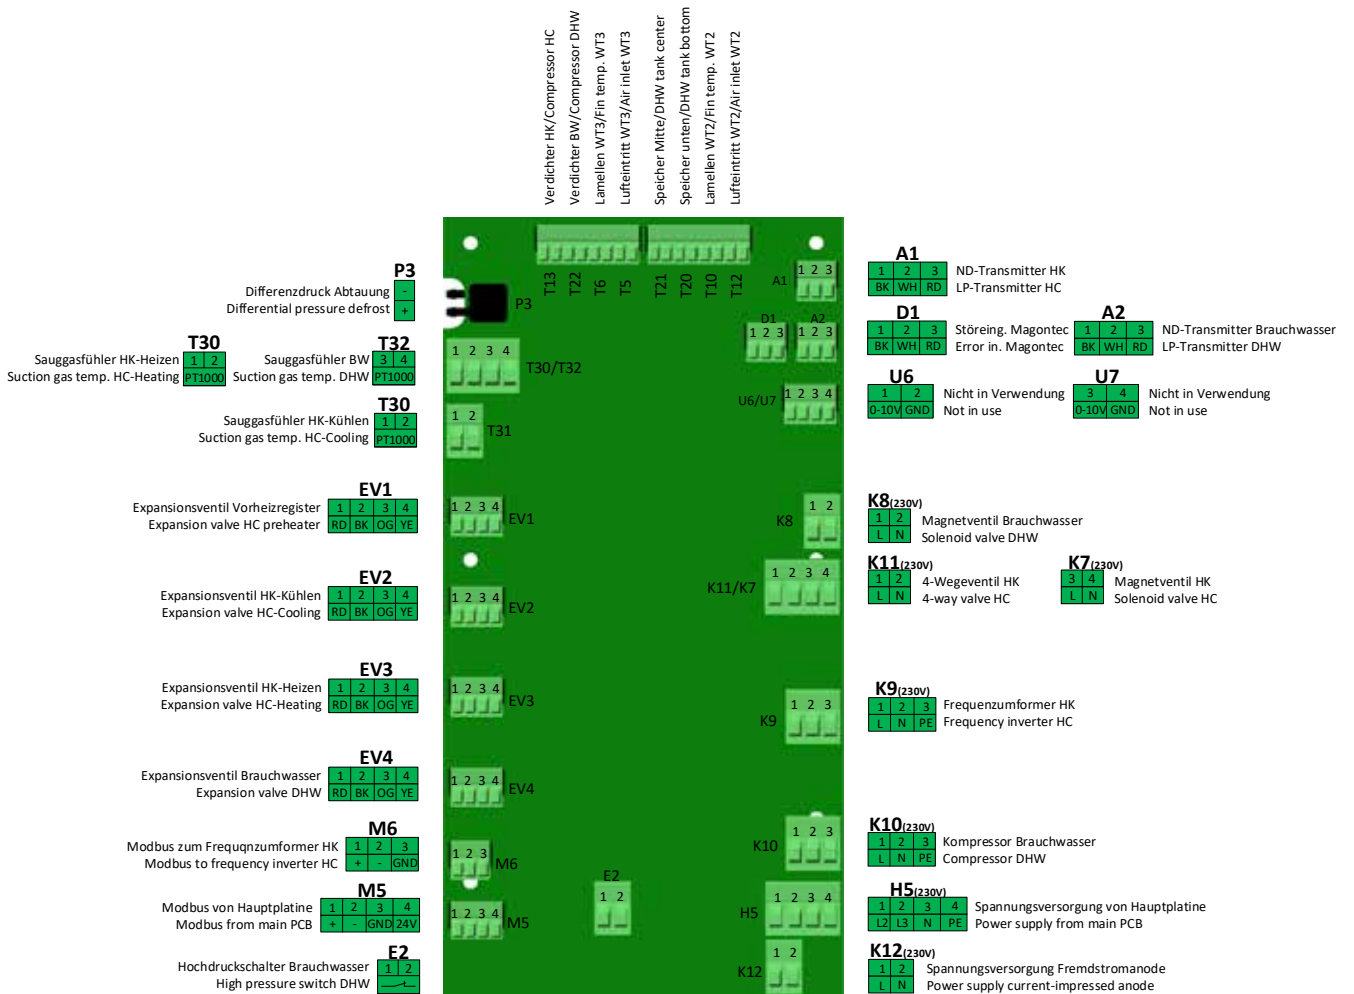 Verdichter HK/Compressor HC
Verdichter BW/Compressor DHW
Lamellen WT3/Fin temp. WT3
Lufteintritt WT3/Air inlet WT3
Speicher Mitte/DHW tank center
Speicher unten/DHW tank bottom
Lamellen WT2/Fin temp. WT2
Lufteintritt WT2/Air inlet WT2
T13 T22 T6 T5 T21 T20 T10 T12
P3
Differenzdruck Abtauung -
Differential pressure defrost +
T30
Sauggasfühler HK-Heizen 1 2
Suction gas temp. HC-Heating PT1000
T32
Sauggasfühler BW 3 4
Suction gas temp. DHW PT1000
T30
Sauggasfühler HK-Kühlen 1 2
Suction gas temp. HC-Cooling PT1000
EV1
Expansionsventil Vorheizregister 1 2 3 4
Expansion valve HC preheater RD BK OG YE
EV2
Expansionsventil HK-Kühlen 1 2 3 4
Expansion valve HC-Cooling RD BK OG YE
EV3
Expansionsventil HK-Heizen 1 2 3 4
Expansion valve HC-Heating RD BK OG YE
EV4
Expansionsventil Brauchwasser 1 2 3 4
Expansion valve DHW RD BK OG YE
M6
Modbus zum Frequqnzumformer HK 1 2 3
Modbus to frequency inverter HC + - GND
M5
Modbus von Hauptplatine 1 2 3 4
Modbus from main PCB + - GND 24V
E2
Hochdruckschalter Brauchwasser 1 2
High pressure switch DHW
P3
1 2 3 4
T30/T32
1 2
T31
1 2 3 4
EV1
1 2 3 4
EV2
1 2 3 4
EV3
1 2 3 4
EV4
1 2 3
M6
1 2 3 4
M5
E2
1 2
A1
1 2 3
D1
1 2 3
A2
1 2 3
U6/U7
1 2 3 4
K8
1 2
K11/K7
1 2 3 4
K9
1 2 3
K10
1 2 3
H5
1 2 3 4
K12
1 2
A1
1 2 3 ND-Transmitter HK
BK WH RD LP-Transmitter HC
D1
1 2 3 Störeing. Magontec
BK WH RD Error in. Magontec
A2
1 2 3 ND-Transmitter Brauchwasser
BK WH RD LP-Transmitter DHW
U6
1 2 Nicht in Verwendung
0-10V GND Not in use
U7
3 4 Nicht in Verwendung
0-10V GND Not in use
K8(230V)
1 2 Magnetventil Brauchwasser
L N Solenoid valve DHW
K11(230V)
1 2 4-Wegeventil HK
L N 4-way valve HC
K7(230V)
3 4 Magnetventil HK
L N Solenoid valve HC
K9(230V)
1 2 3 Frequenzumformer HK
L N PE Frequency inverter HC
K10(230V)
1 2 3 Kompressor Brauchwasser
L N PE Compressor DHW
H5(230V)
1 2 3 4 Spannungsversorgung von Hauptplatine
L2 L3 N PE Power supply from main PCB
K12(230V)
1 2 Spannungsversorgung Fremdstromanode
L N Power supply current-impressed anode